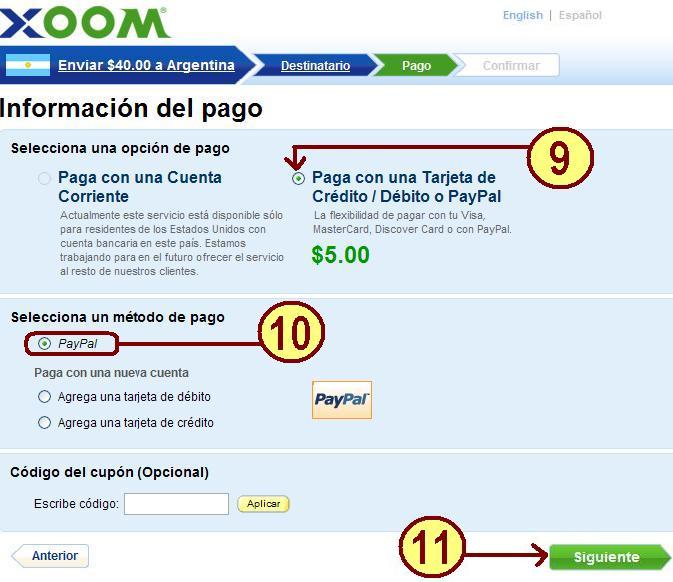 XOOM®
English | Español
Enviar $40.00 a Argentina
Destinatario
Pago
Confirmar
Información del pago
Selecciona una opción de pago
9
Paga con una Cuenta
Corriente
Actualmente este servicio está disponible sólo
para residentes de los Estados Unidos con
cuenta bancaria en este país. Estamos
trabajando para en el futuro ofrecer el servicio
al resto de nuestros clientes.
Paga con una Tarjeta de
Crédito / Débito o PayPal
La flexibilidad de pagar con tu Visa,
MasterCard, Discover Card o con PayPal.
$5.00
Selecciona un método de pago
10
PayPal
Paga con una nueva cuenta
Agrega una tarjeta de débito
Agrega una tarjeta de crédito
PayPal
Código del cupón (Opcional)
Escribe código:
Aplicar
Anterior
11
Siguiente